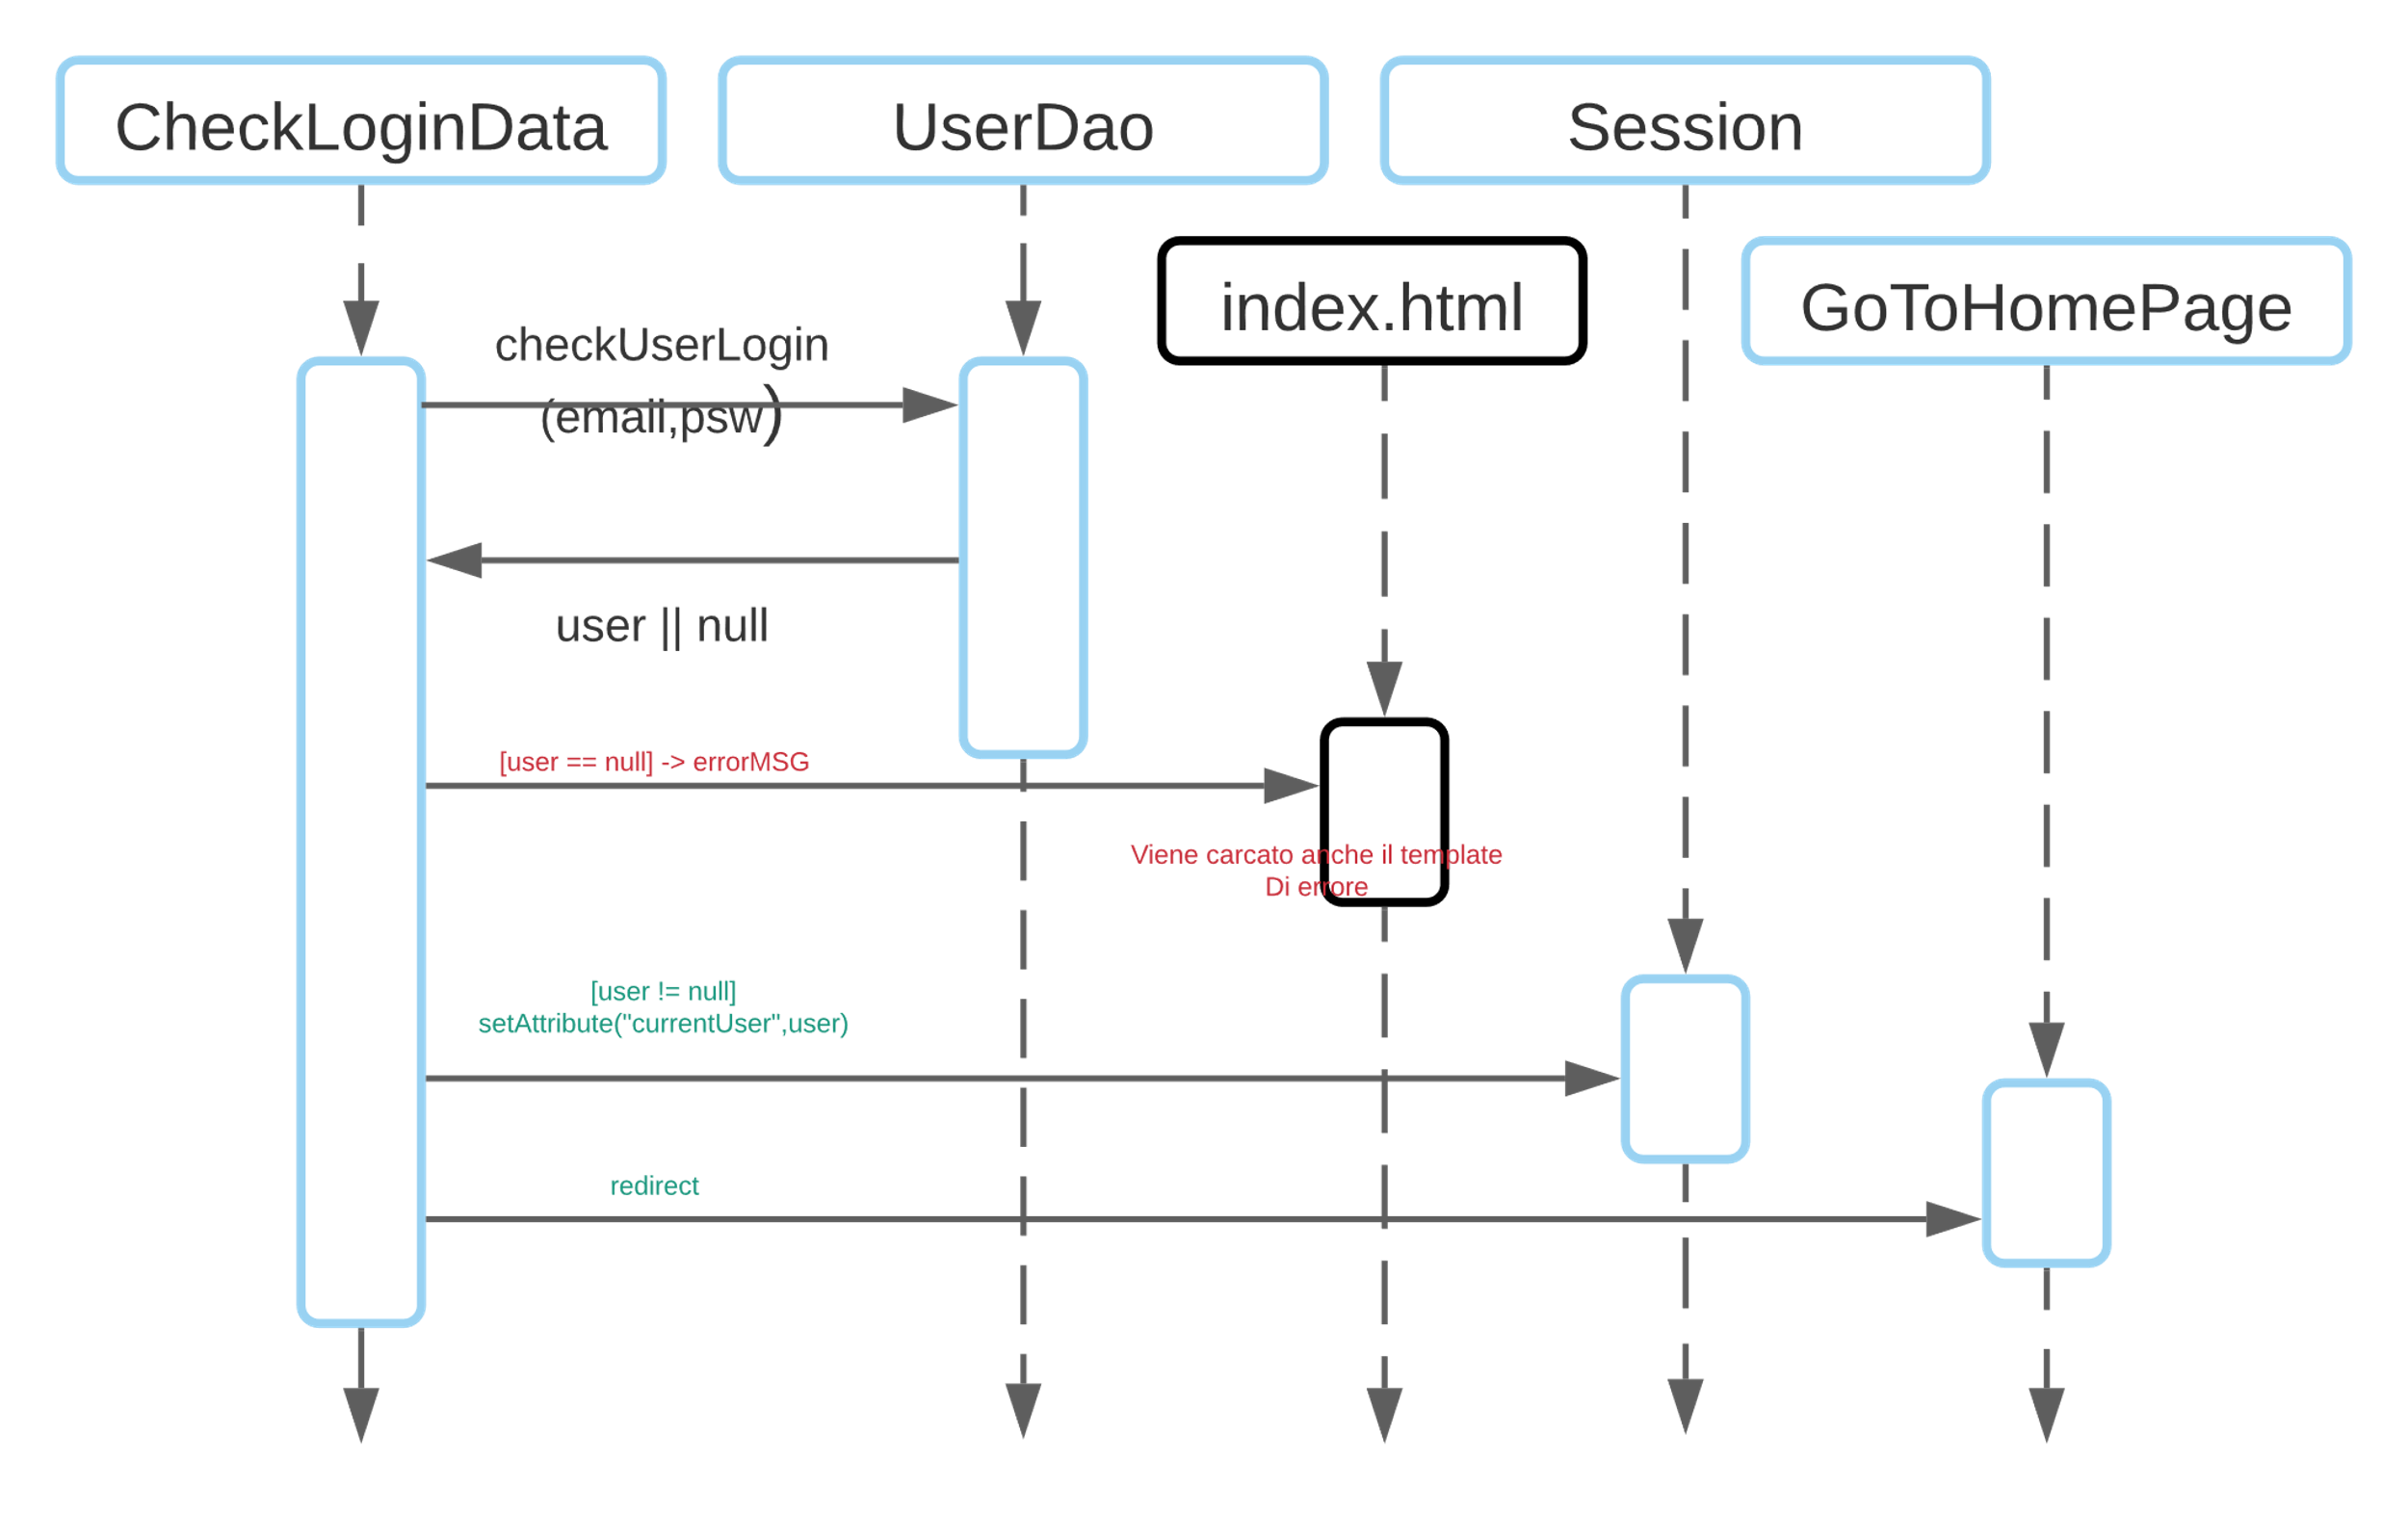 CheckLoginData
UserDao
Session
index.html
GoToHomePage
checkUserLogin
(email,psw)
user || null
[user == null] -> errorMSG
Viene carcato anche il template
Di errore
[user != null]
setAttribute("currentUser",user)
redirect